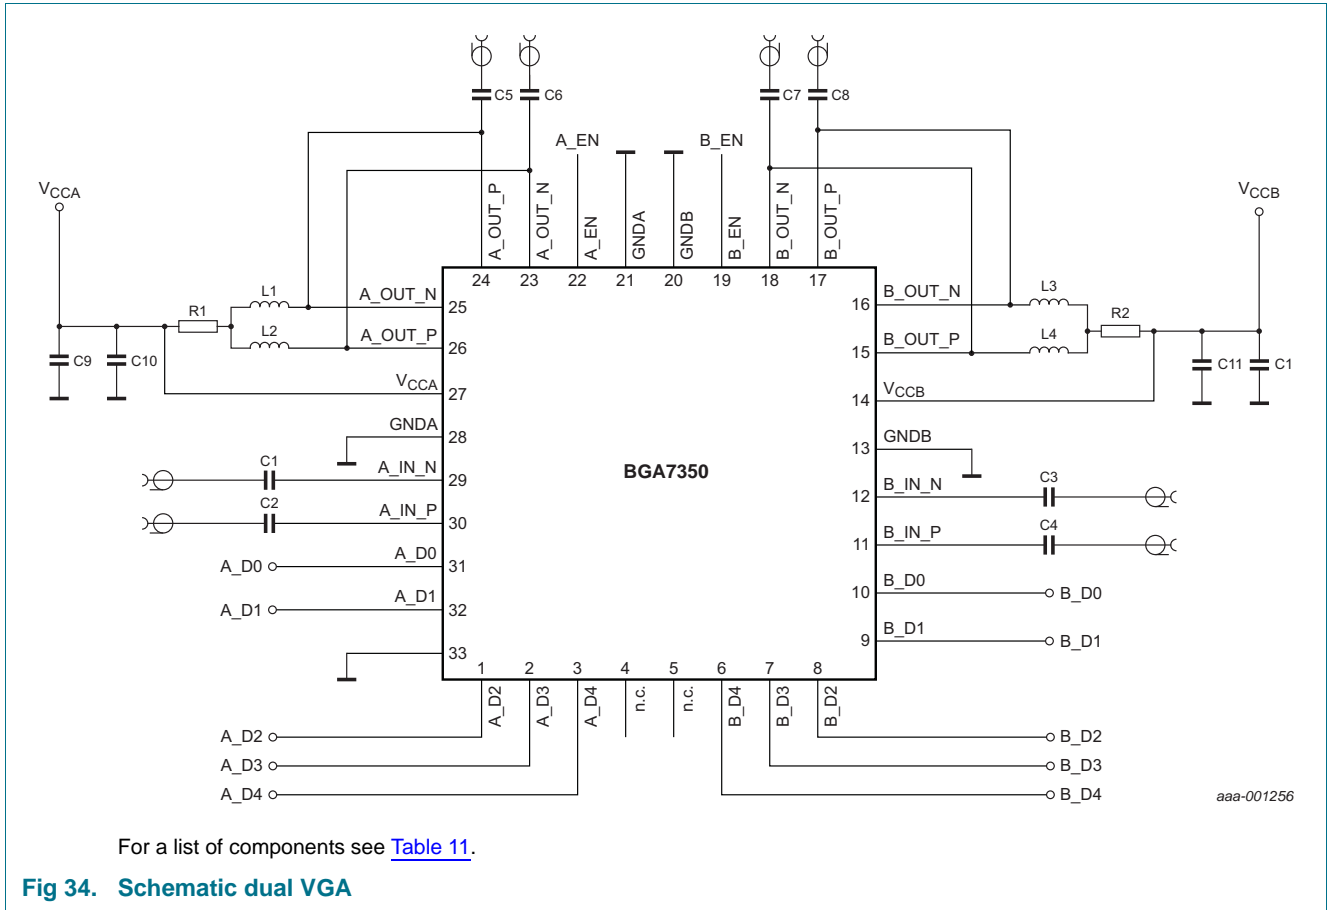 C5
C6
C7
C8
A_EN
B_EN
VCCA
VCCB
A_OUT_P
A_OUT_N
A_EN
GNDA
GNDB
B_EN
B_OUT_N
B_OUT_P
24
23
22
21
20
19
18
17
L1
A_OUT_N
25
R1
L2
A_OUT_P
26
C9
C10
VCCA
27
GNDA
28
C1
A_IN_N
29
C2
A_IN_P
30
A_D0
A_D0
31
A_D1
A_D1
32
33
BGA7350
16
B_OUT_N
L3
R2
15
B_OUT_P
L4
C11
C1
14
VCCB
13
GNDB
12
B_IN_N
C3
11
B_IN_P
C4
10
B_D0
B_D0
9
B_D1
B_D1
1
2
3
4
5
6
7
8
A_D2
A_D3
A_D4
n.c.
n.c.
B_D4
B_D3
B_D2
A_D2
B_D2
A_D3
B_D3
A_D4
B_D4
aaa-001256
For a list of components see Table 11.
Fig 34. Schematic dual VGA